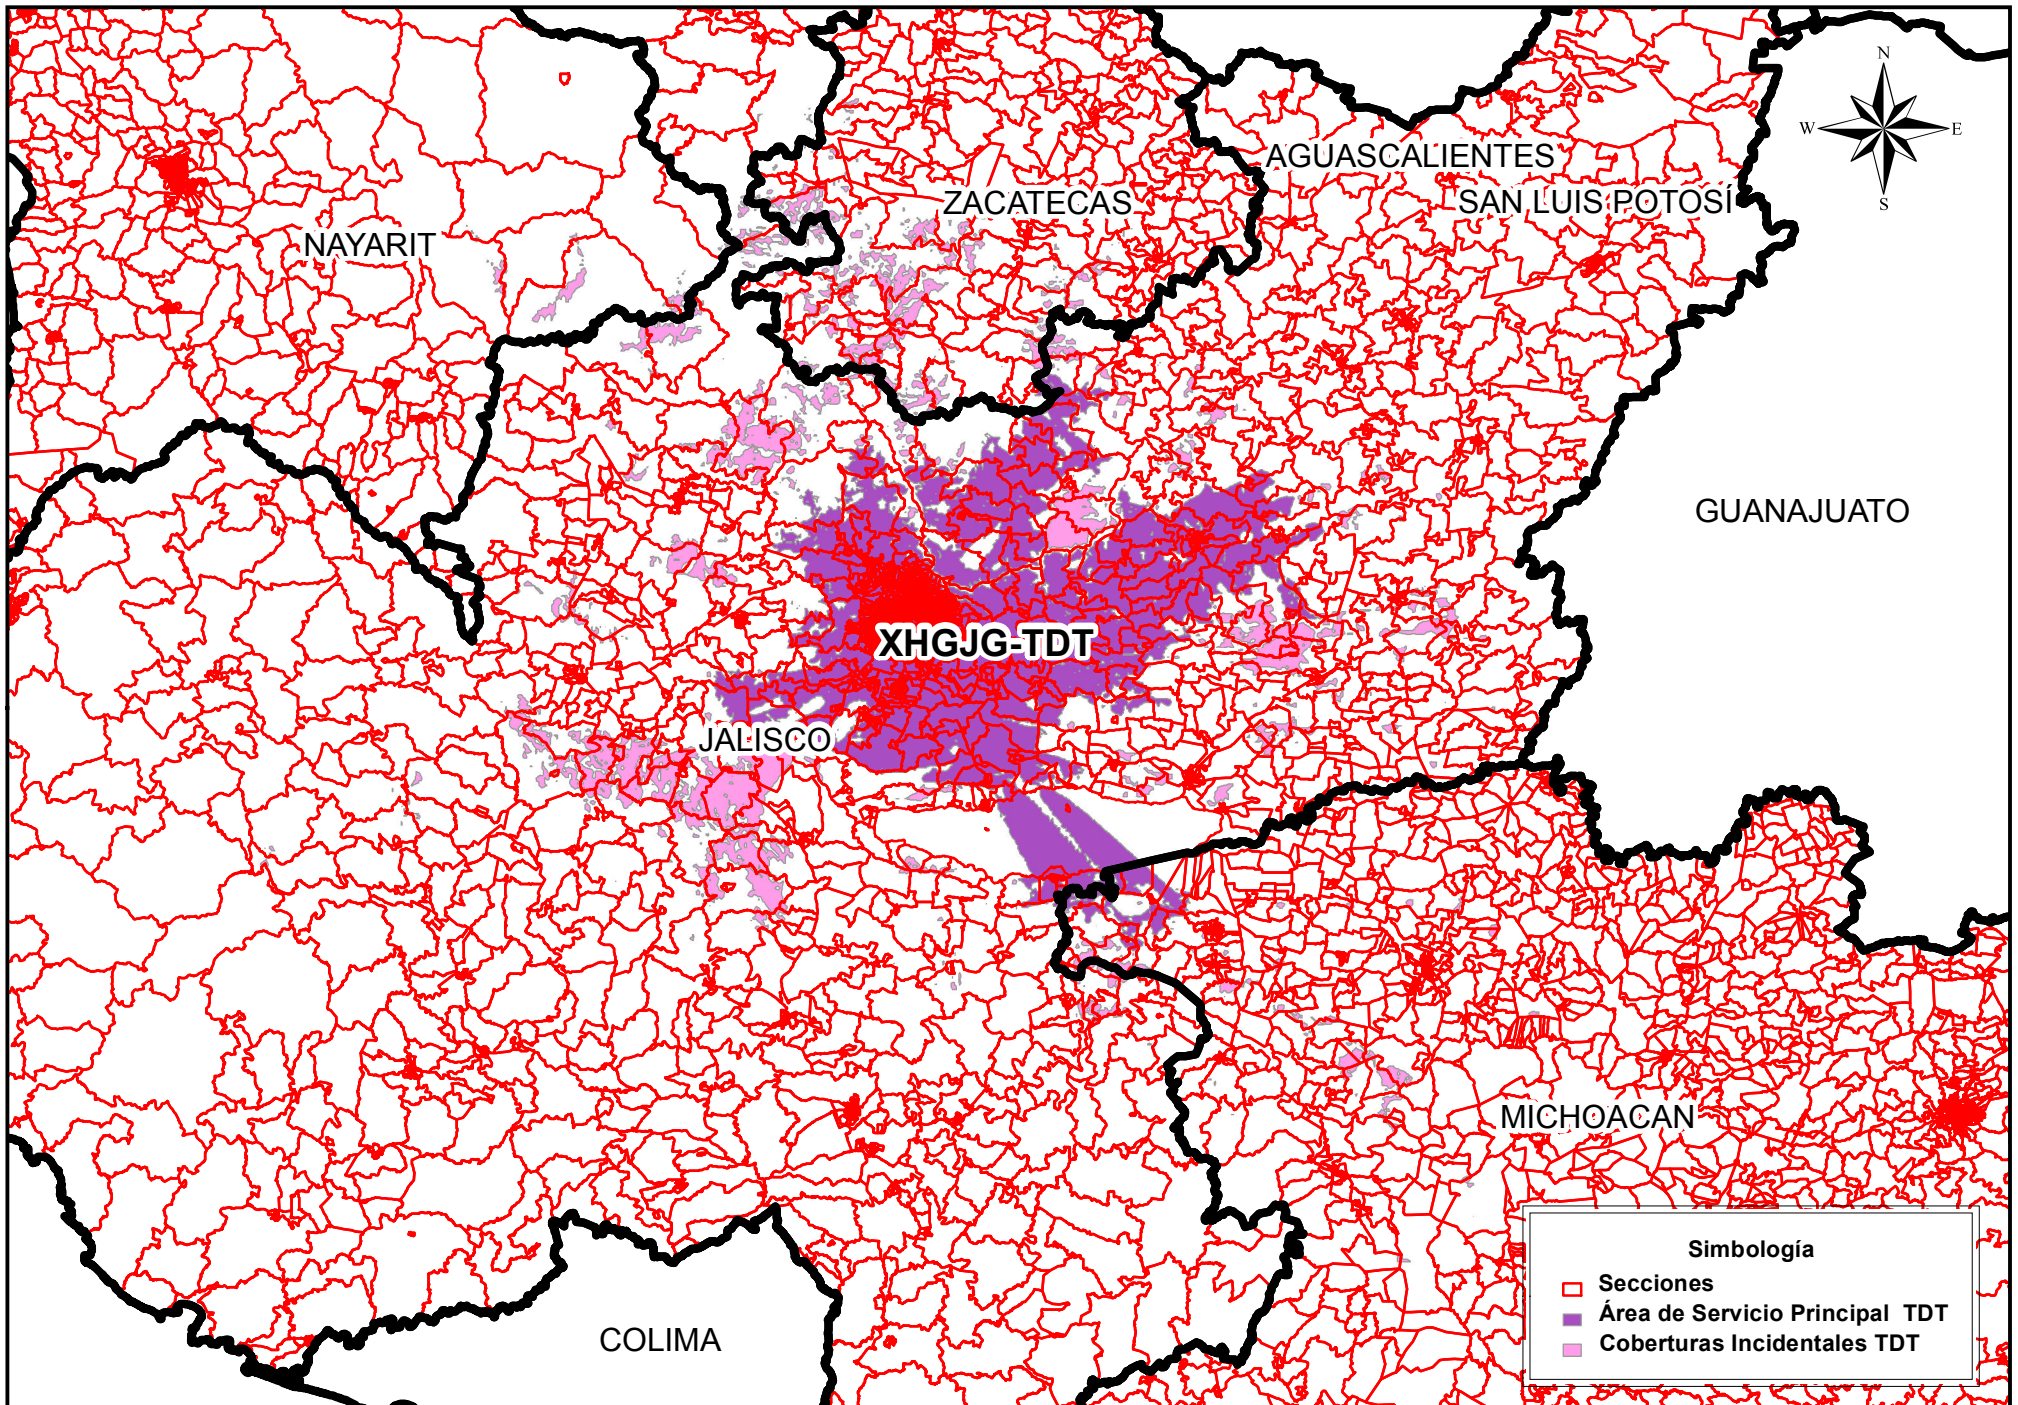 N
W E
S
AGUASCALIENTES
ZACATECAS
SAN LUIS POTOSÍ
NAYARIT
GUANAJUATO
XHGJG-TDT
JALISCO
MICHOACAN
COLIMA
Simbología
Secciones
Área de Servicio Principal TDT
Coberturas Incidentales TDT